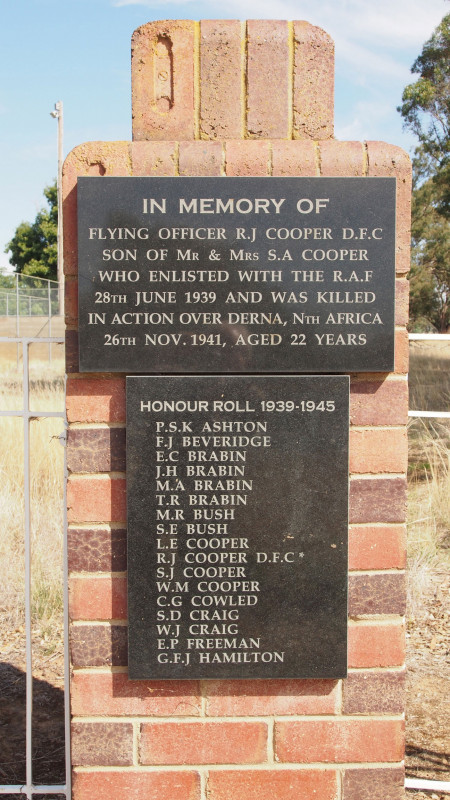 IN MEMORY OF
FLYING OFFICER R.J COOPER D.F.C
SON OF MR & MRS S.A COOPER
WHO ENLISTED WITH THE R.A.F
28TH JUNE 1939 AND WAS KILLED
IN ACTION OVER DERNA, NTH AFRICA
26TH NOV. 1941, AGED 22 YEARS
HONOUR ROLL 1939-1945
P.S.K ASHTON
F.J BEVERIDGE
E.C BRABIN
J.H BRABIN
M.A BRABIN
T.R BRABIN
M.R BUSH
S.E BUSH
L.E COOPER
R.J COOPER D.F.C *
S.J COOPER
W.M COOPER
C.G COWLED
S.D CRAIG
W.J CRAIG
E.P FREEMAN
G.F.J HAMILTON